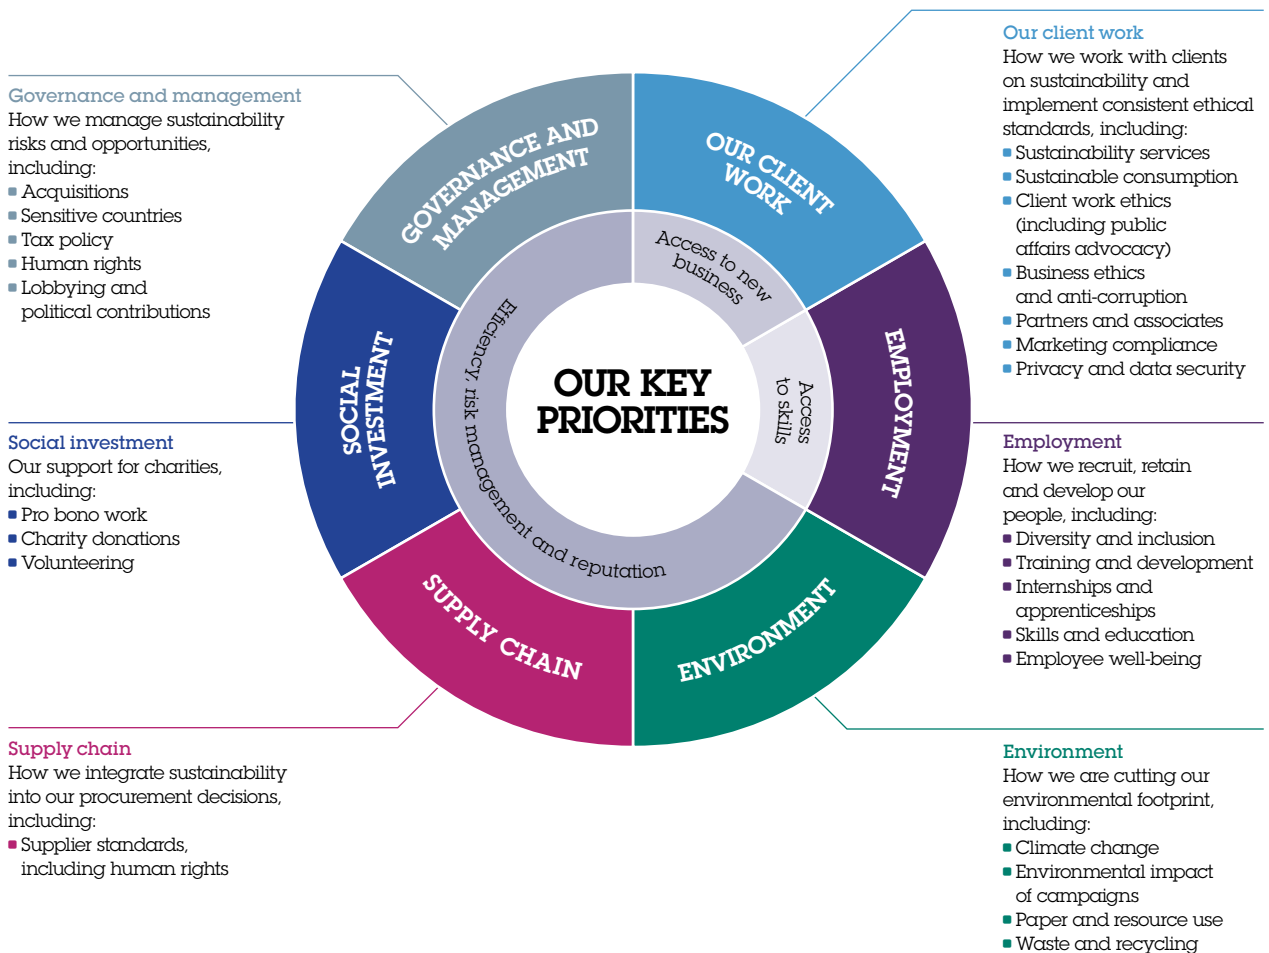 Governance and management
How we manage sustainability
risks and opportunities,
including:
Acquisitions
Sensitive countries
Tax policy
Human rights
Lobbying and
political contributions
Social investment
Our support for charities,
including:
Pro bono work
Charity donations
Volunteering
Supply chain
How we integrate sustainability
into our procurement decisions,
including:
Supplier standards,
including human rights
GOVERNANCE AND
MANAGEMENT
OUR CLIENT
WORK
EMPLOYMENT
ENVIRONMENT
SUPPLY CHAIN
SOCIAL
INVESTMENT
Access to new
business
Access
to skills
Efficiency, risk management and reputation
OUR KEY
PRIORITIES
Our client work
How we work with clients
on sustainability and
implement consistent ethical
standards, including:
Sustainability services
Sustainable consumption
Client work ethics
(including public
affairs advocacy)
Business ethics
and anti-corruption
Partners and associates
Marketing compliance
Privacy and data security
Employment
How we recruit, retain
and develop our
people, including:
Diversity and inclusion
Training and development
Internships and
apprenticeships
Skills and education
Employee well-being
Environment
How we are cutting our
environmental footprint,
including:
Climate change
Environmental impact
of campaigns
Paper and resource use
Waste and recycling